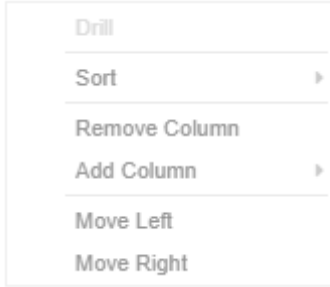 Drill
Sort
Remove Column
Add Column
Move Left
Move Right